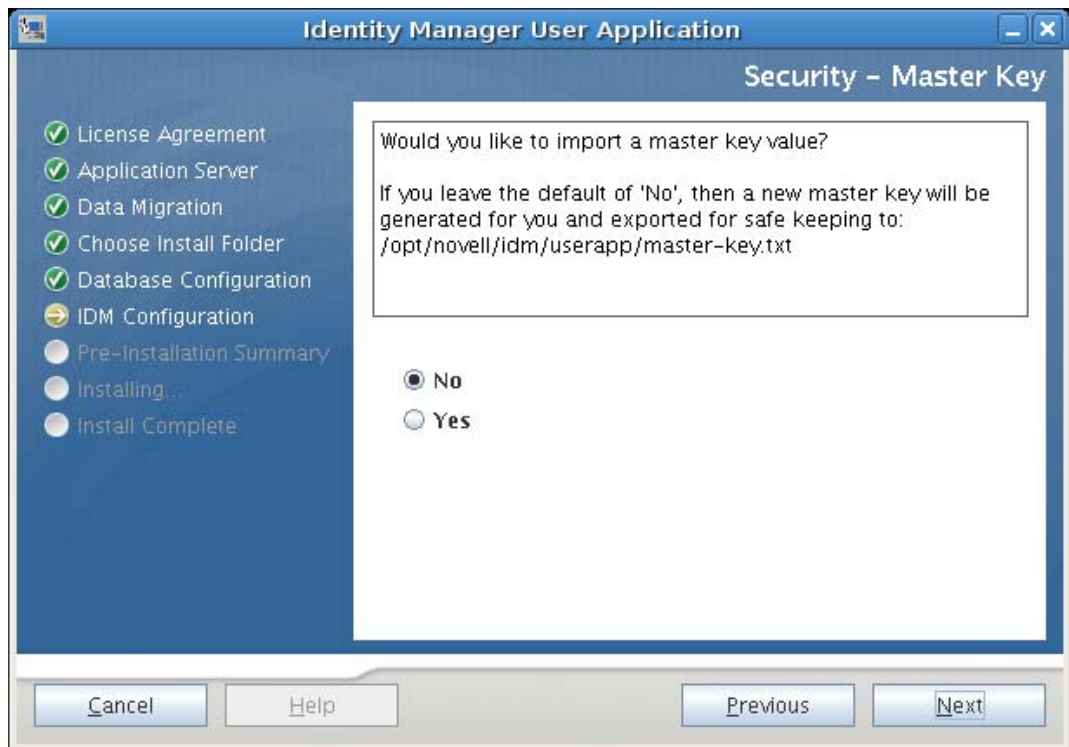 Identity Manager User Application
Security - Master Key
License Agreement
Application Server
Data Migration
Choose Install Folder
Database Configuration
IDM Configuration
Pre-Installation Summary
Installing...
Install Complete
Would you like to import a master key value?
If you leave the default of 'No', then a new master key will be
generated for you and exported for safe keeping to:
/opt/novell/idm/userapp/master-key.txt
No
Yes
Cancel
Help
Previous
Next